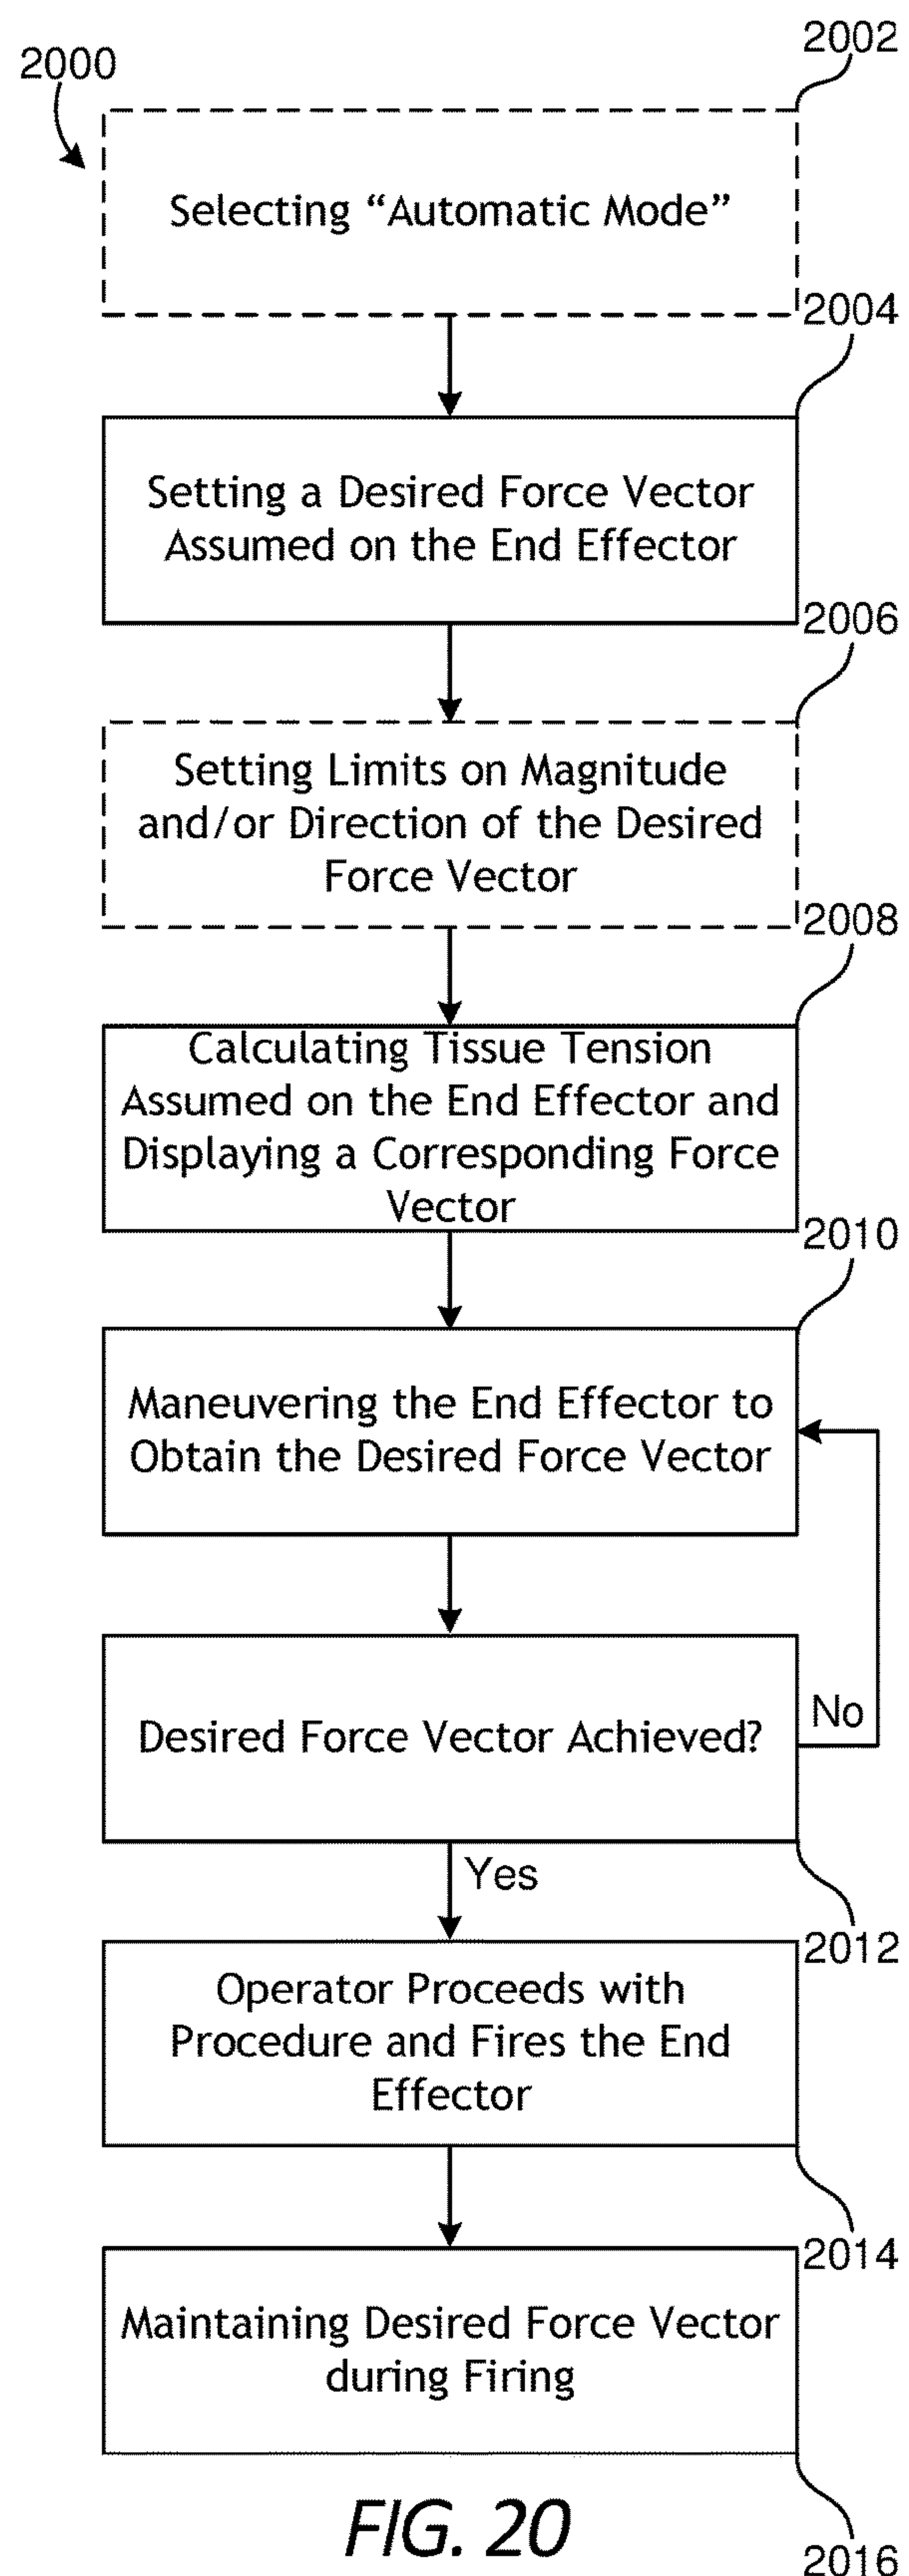 2002
2000
Selecting “Automatic Mode”
2004
Setting a Desired Force Vector
Assumed on the End Effector
2006
Setting Limits on Magnitude
and/or Direction of the Desired
Force Vector
2008
Calculating Tissue Tension
Assumed on the End Effector and
Displaying a Corresponding Force
Vector
2010
Maneuvering the End Effector to
Obtain the Desired Force Vector
Desired Force Vector Achieved?
No
Yes
2012
Operator Proceeds with
Procedure and Fires the End
Effector
2014
Maintaining Desired Force Vector
during Firing
FIG. 20
2016